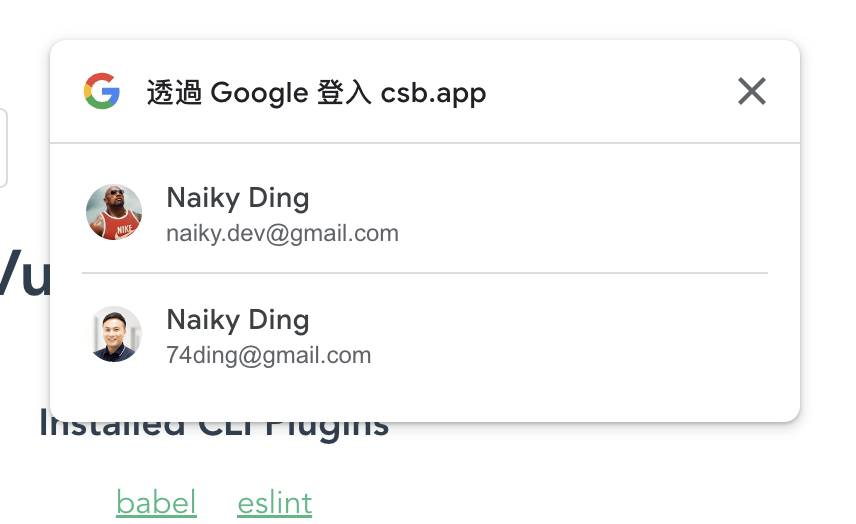 透過 Google 登入 csb.app
Naiky Ding
naiky.dev@gmail.com
Naiky Ding
74ding@gmail.com
Vu
Installed CLI Plugins
babel eslint